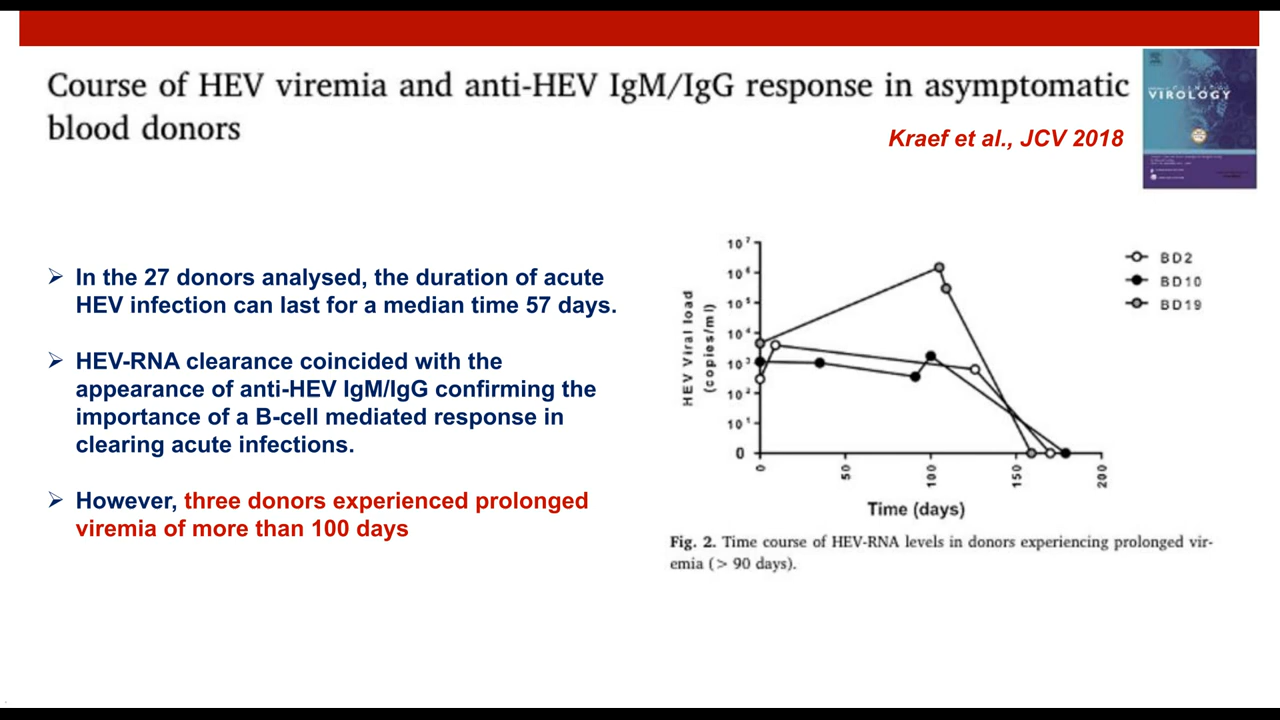 Course of HEV viremia and anti-HEV IgM/IgG response in asymptomatic
blood donors
Kraef et al., JCV 2018
VIROLOGY
➢ In the 27 donors analysed, the duration of acute
HEV infection can last for a median time 57 days.
➢ HEV-RNA clearance coincided with the
appearance of anti-HEV IgM/IgG confirming the
importance of a B-cell mediated response in
clearing acute infections.
➢ However, three donors experienced prolonged
viremia of more than 100 days
HEV Viral load
(copies/ml)
10⁷
10⁶
10⁵
10⁴
10³
10²
10¹
0
0
50
100
150
200
Time (days)
BD2
BD10
BD19
Fig. 2. Time course of HEV-RNA levels in donors experiencing prolonged vir-
emia (> 90 days).